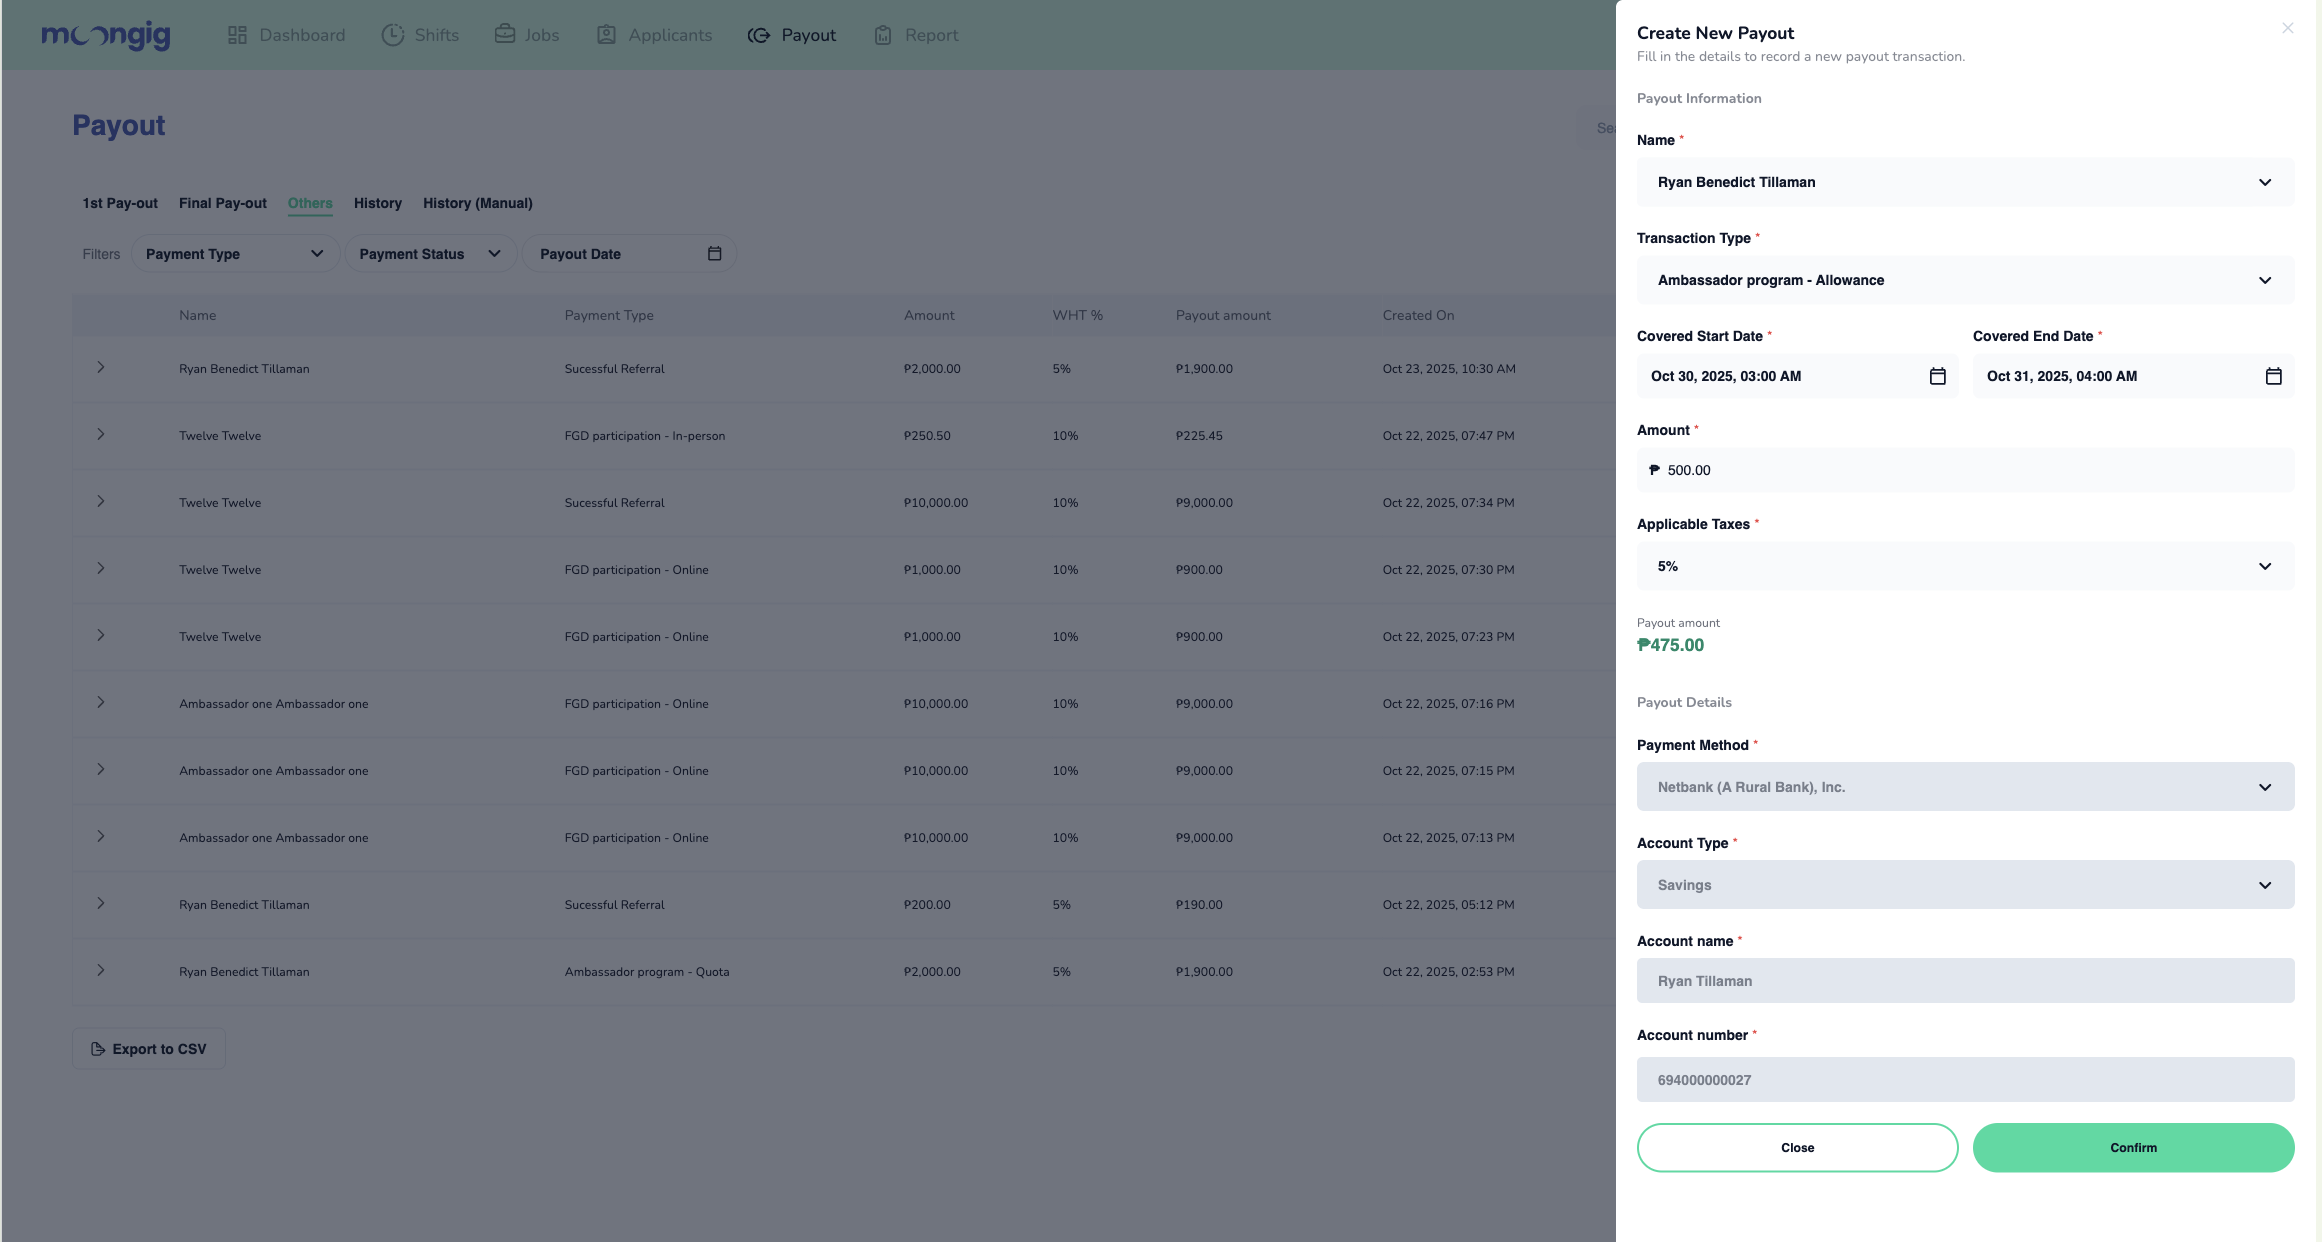 moongig Dashboard Shifts Jobs Applicants Payout Report
Payout
1st Pay-out Final Pay-out Others History History (Manual)
Filters Payment Type Payment Status Payout Date
Name Payment Type Amount WHT % Payout amount Created On
Ryan Benedict Tillaman Sucessful Referral ₱2,000.00 5% ₱1,900.00 Oct 23, 2025, 10:30 AM
Twelve Twelve FGD participation - In-person ₱250.50 10% ₱225.45 Oct 22, 2025, 07:47 PM
Twelve Twelve Sucessful Referral ₱10,000.00 10% ₱9,000.00 Oct 22, 2025, 07:34 PM
Twelve Twelve FGD participation - Online ₱1,000.00 10% ₱900.00 Oct 22, 2025, 07:30 PM
Twelve Twelve FGD participation - Online ₱1,000.00 10% ₱900.00 Oct 22, 2025, 07:23 PM
Ambassador one Ambassador one FGD participation - Online ₱10,000.00 10% ₱9,000.00 Oct 22, 2025, 07:16 PM
Ambassador one Ambassador one FGD participation - Online ₱10,000.00 10% ₱9,000.00 Oct 22, 2025, 07:15 PM
Ambassador one Ambassador one FGD participation - Online ₱10,000.00 10% ₱9,000.00 Oct 22, 2025, 07:13 PM
Ryan Benedict Tillaman Sucessful Referral ₱200.00 5% ₱190.00 Oct 22, 2025, 05:12 PM
Ryan Benedict Tillaman Ambassador program - Quota ₱2,000.00 5% ₱1,900.00 Oct 22, 2025, 02:53 PM
Export to CSV
Create New Payout
Fill in the details to record a new payout transaction.
Payout Information
Name *
Ryan Benedict Tillaman
Transaction Type *
Ambassador program - Allowance
Covered Start Date * Covered End Date *
Oct 30, 2025, 03:00 AM Oct 31, 2025, 04:00 AM
Amount *
₱ 500.00
Applicable Taxes *
5%
Payout amount
₱475.00
Payout Details
Payment Method *
Netbank (A Rural Bank), Inc.
Account Type *
Savings
Account name *
Ryan Tillaman
Account number *
694000000027
Close Confirm